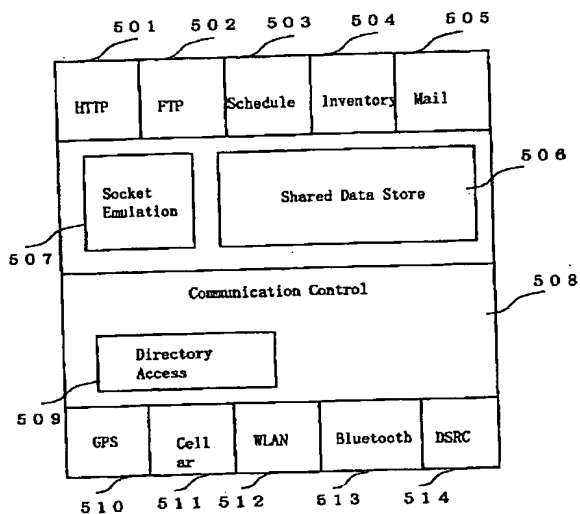 501 502 503 504 505
HTTP FTP Schedule Inventory Mail
506
Socket
Emulation
Shared Data Store
507
Communication Control
508
Directory
Access
509
GPS Cell
ar WLAN Bluetooth DSRC
510 511 512 513 514